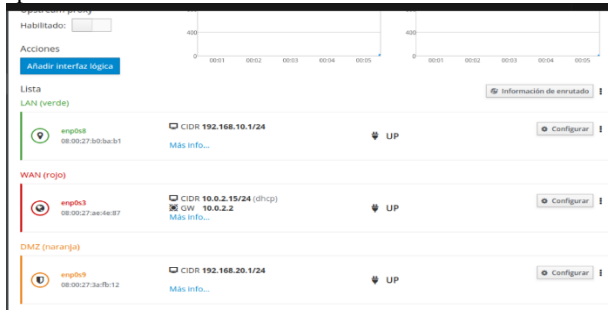 Upstream proxy
Habilitado:
400
400
Acciones
0
00:01 00:02 00:03 00:04 00:05
0
00:01 00:02 00:03 00:04 00:05
Añadir interfaz lógica
Lista
Información de enrutado
LAN (verde)
enp0s8
08:00:27:b0:ba:b1
CIDR 192.168.10.1/24
Más info...
UP
Configurar
WAN (rojo)
enp0s3
08:00:27:ae:4e:87
CIDR 10.0.2.15/24 (dhcp)
GW 10.0.2.2
Más info...
UP
Configurar
DMZ (naranja)
enp0s9
08:00:27:3a:fb:12
CIDR 192.168.20.1/24
Más info...
UP
Configurar